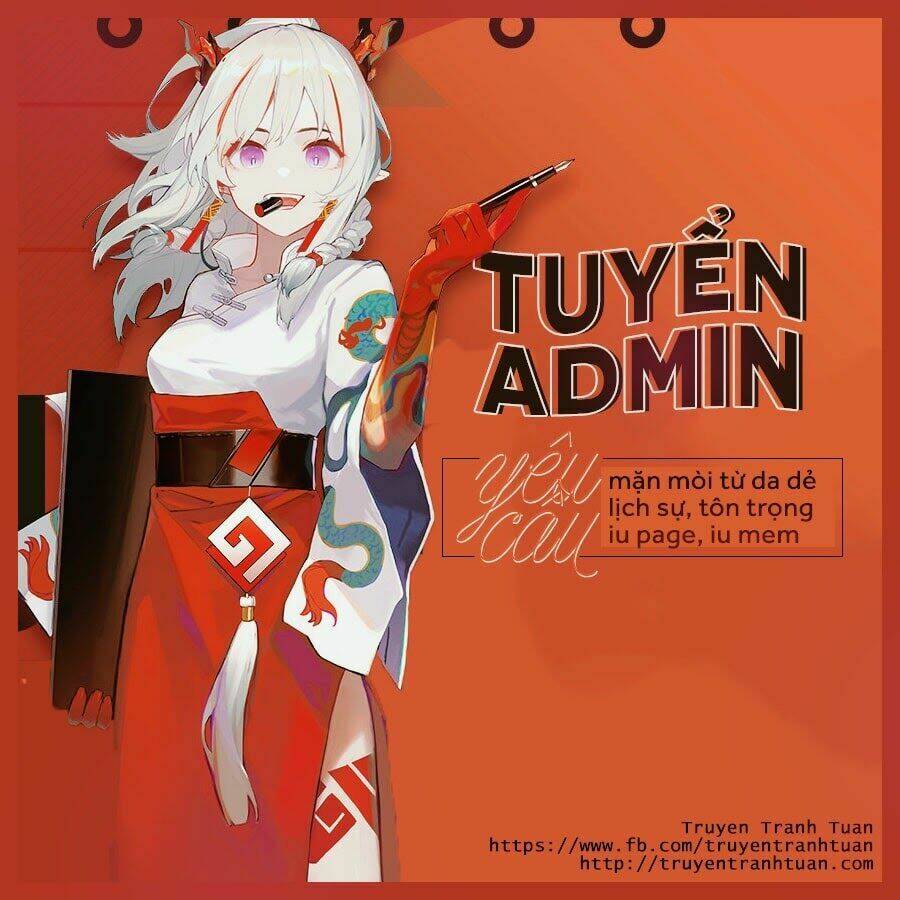 TUYỂN
ADMIN
yêu
cầu
mặn mòi từ da dẻ
lịch sự, tôn trọng
iu page, iu mem
Truyen Tranh Tuan
https://www.fb.com/truyentranhtuan
http://truyentranhtuan.com